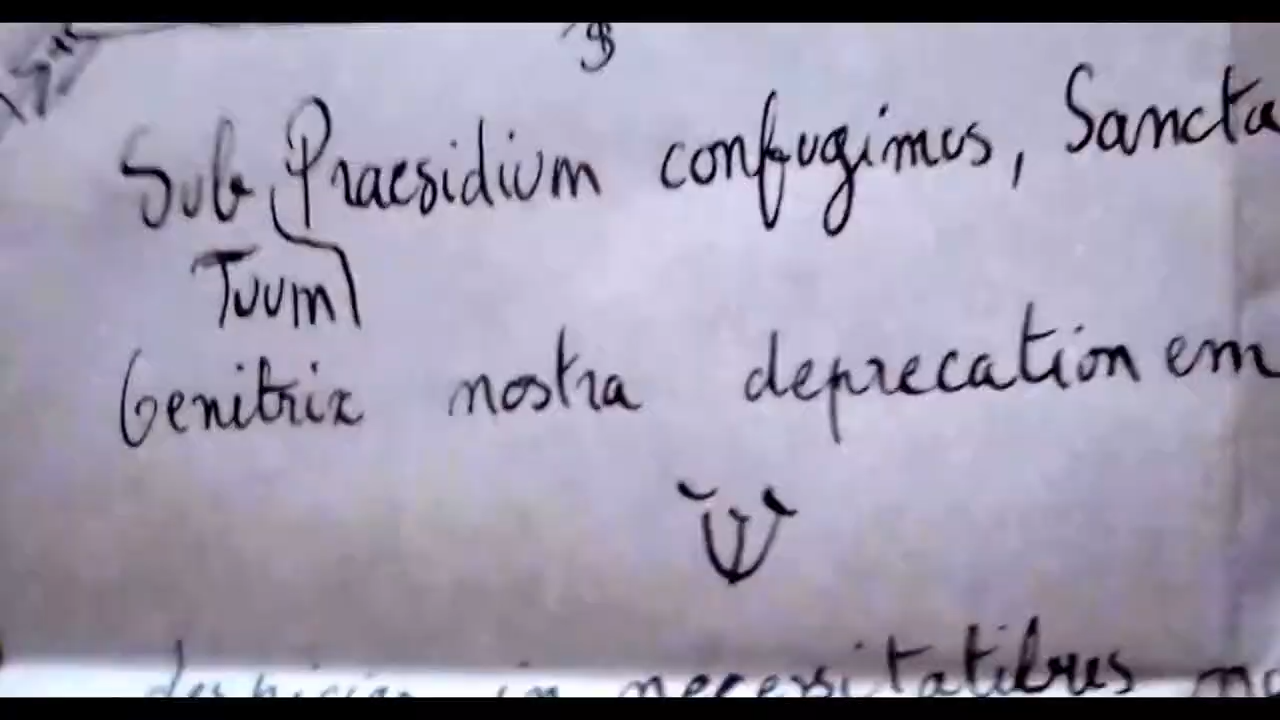 Sub Praesidium confugimus, Sancta
Tuum
Genitrix nostra deprecationem
in necessitatibus